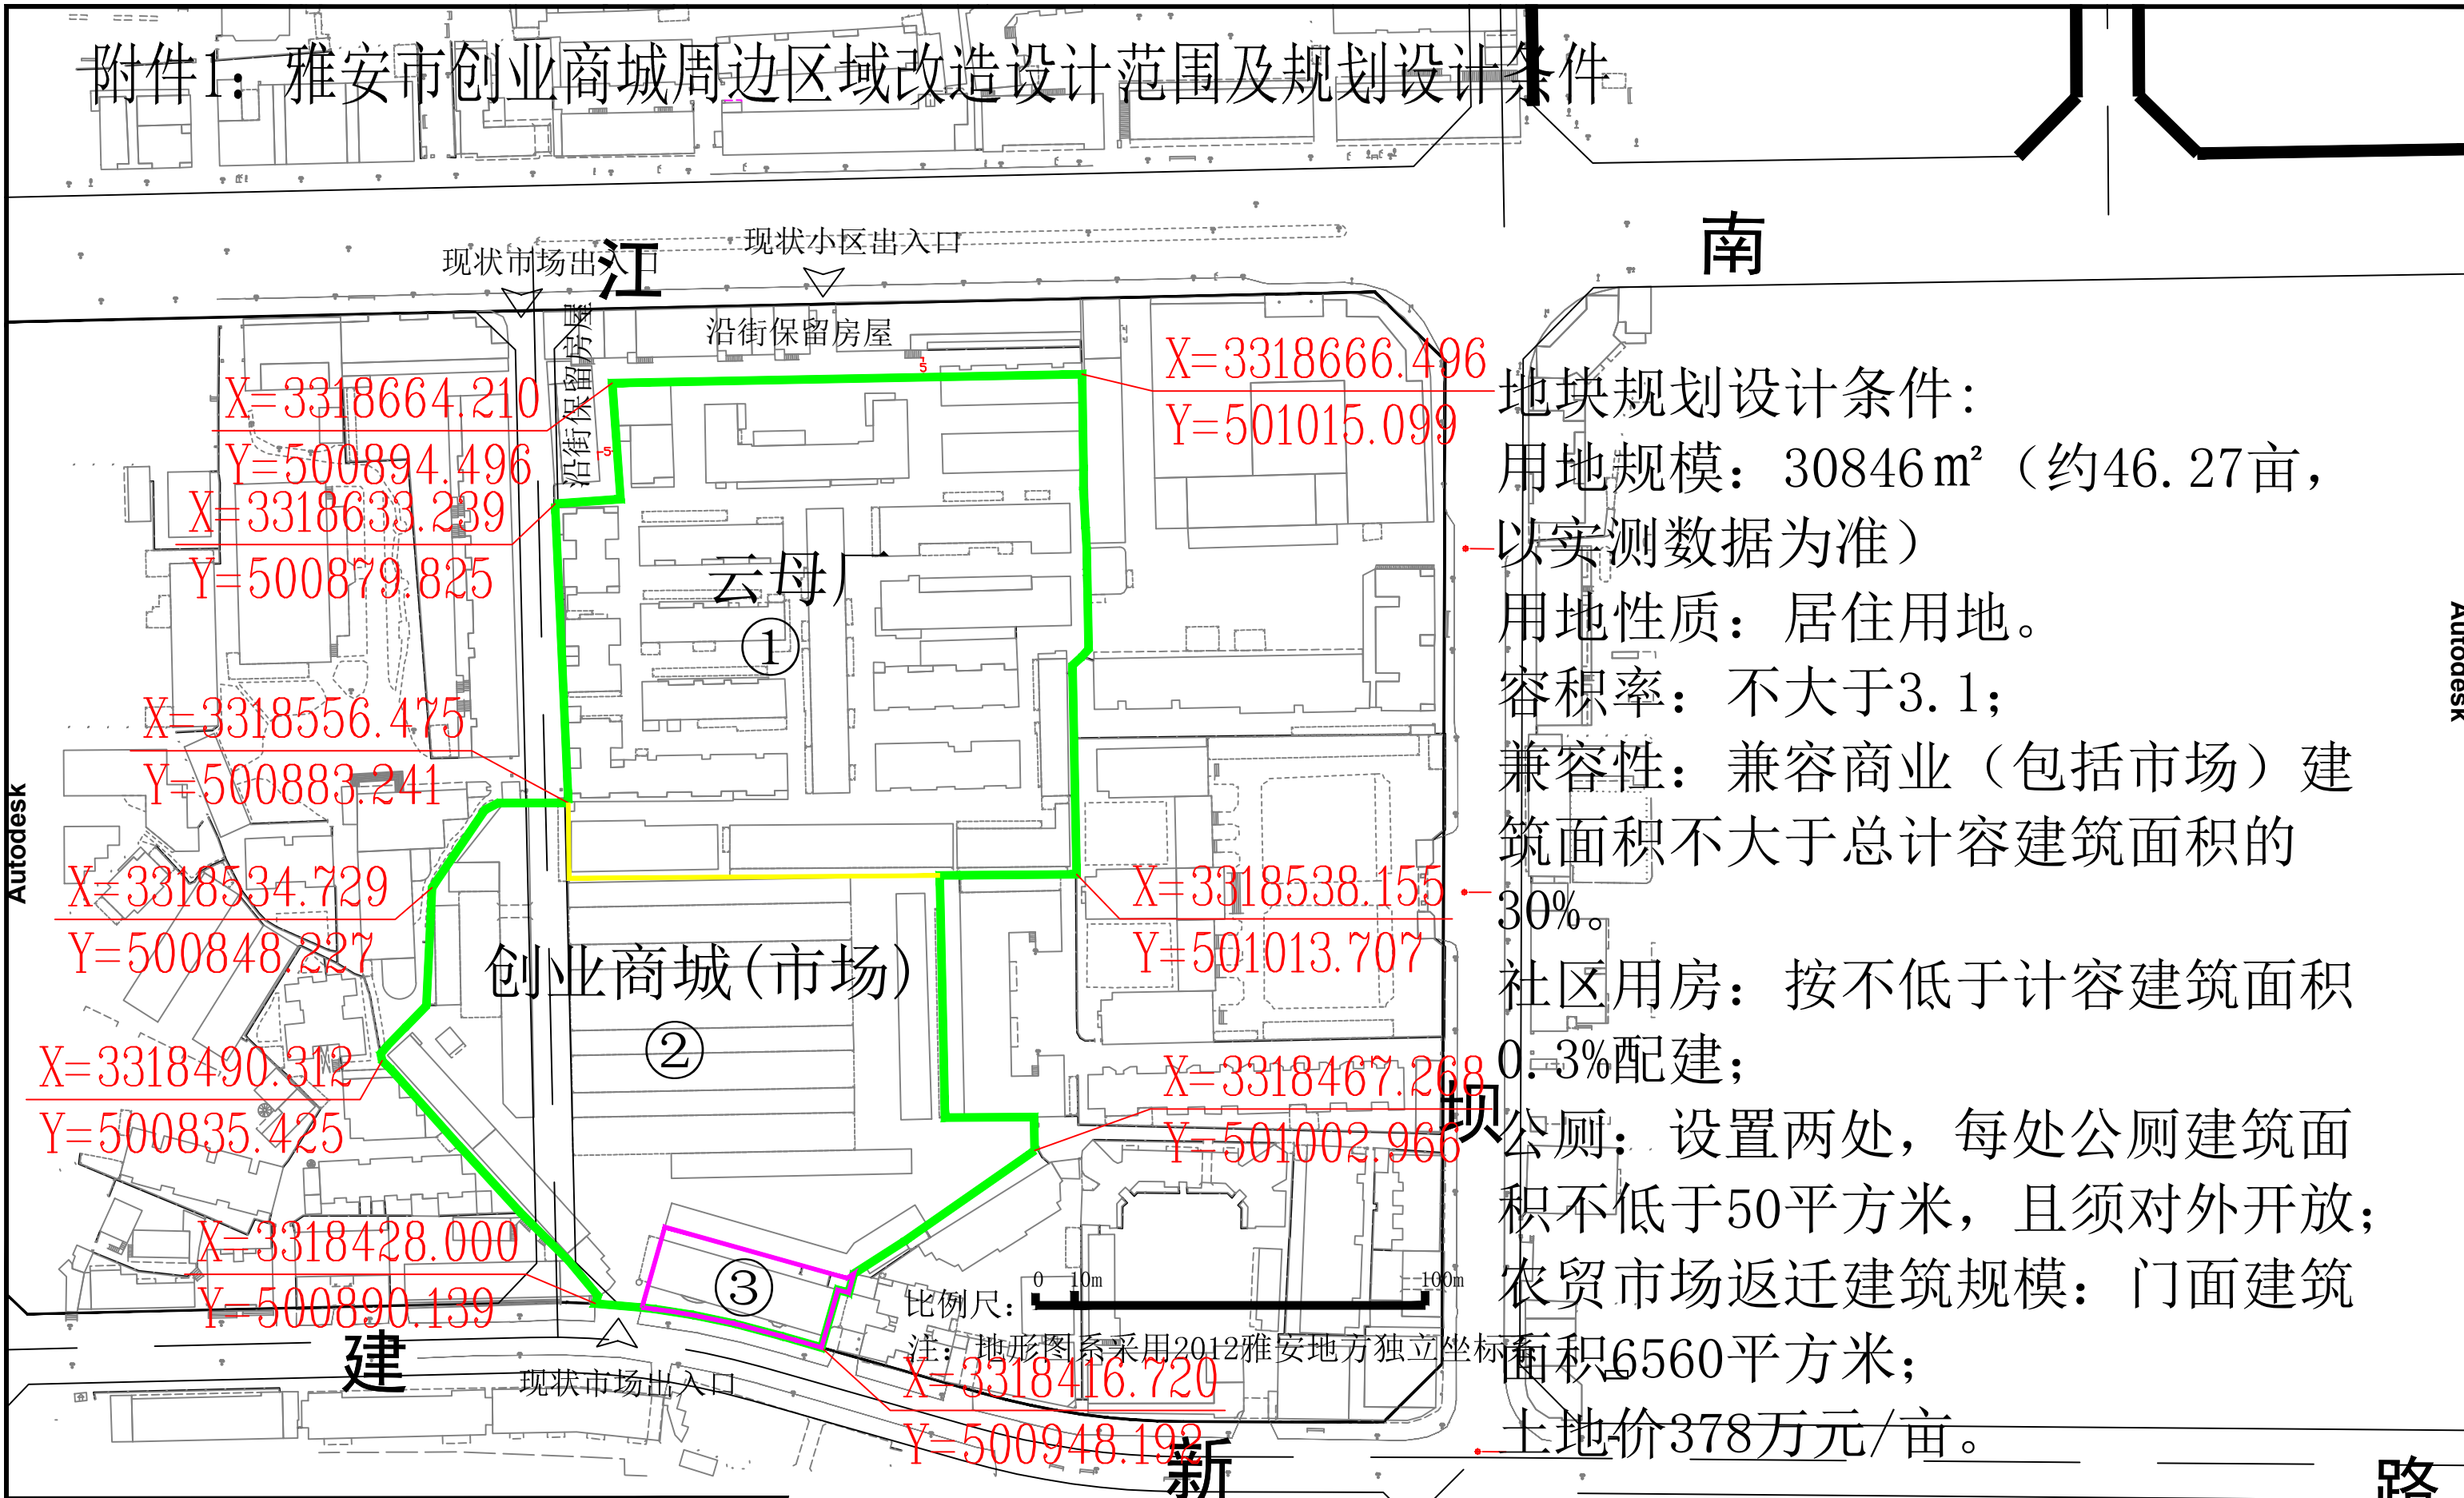 附件1：雅安市创业商城周边区域改造设计范围及规划设计条件
南
江
现状市场出入口
现状小区出入口
沿街保留房屋
沿街保留房屋
5
5
X=3318664.210
Y=500894.496
X=3318666.496
Y=501015.099
X=3318633.239
Y=500879.825
云母厂
①
X=3318556.475
Y=500883.241
X=3318534.729
Y=500848.227
X=3318538.155
Y=501013.707
创业商城(市场)
②
X=3318490.312
Y=500835.425
X=3318467.268
Y=501002.966
坝
X=3318428.000
Y=500890.139
③
比例尺：
0 10m 100m
注：地形图系采用2012雅安地方独立坐标系
X=3318416.720
Y=500948.192
现状市场出入口
建
新
路
地块规划设计条件：
用地规模：30846㎡（约46.27亩，
以实测数据为准）
用地性质：居住用地。
容积率：不大于3.1；
兼容性：兼容商业（包括市场）建
筑面积不大于总计容建筑面积的
30%。
社区用房：按不低于计容建筑面积
0.3%配建；
公厕：设置两处，每处公厕建筑面
积不低于50平方米，且须对外开放；
农贸市场返迁建筑规模：门面建筑
面积6560平方米；
土地价378万元/亩。
Autodesk
Autodesk